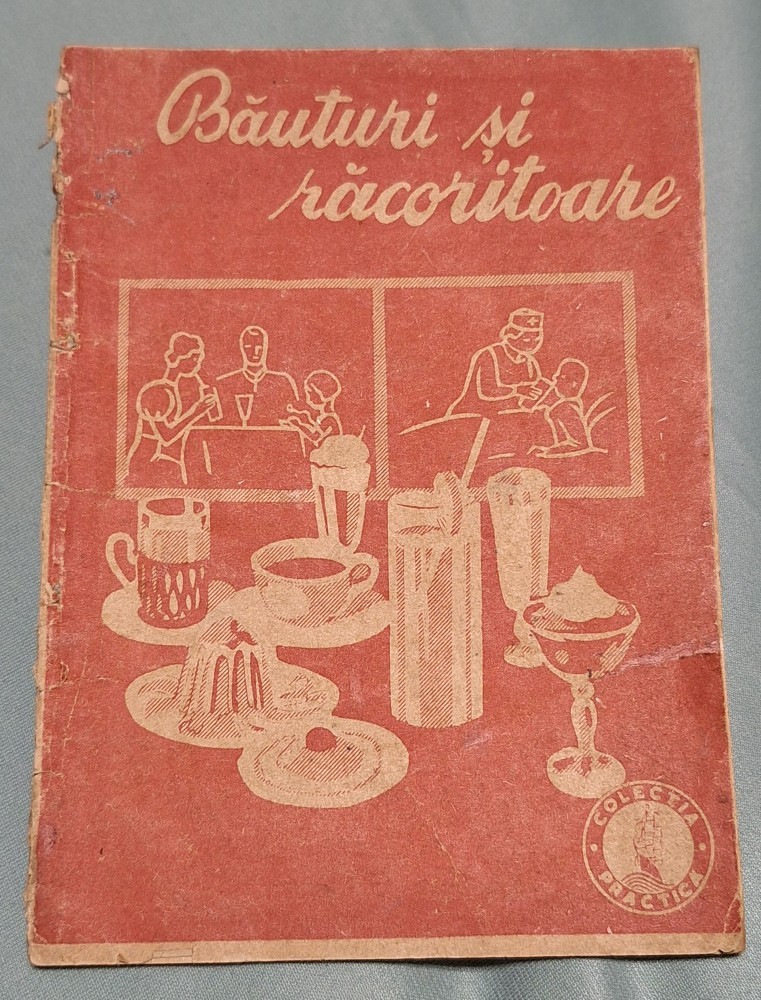 Băuturi și
răcoritoare
COLECȚIA
PRACTICĂ